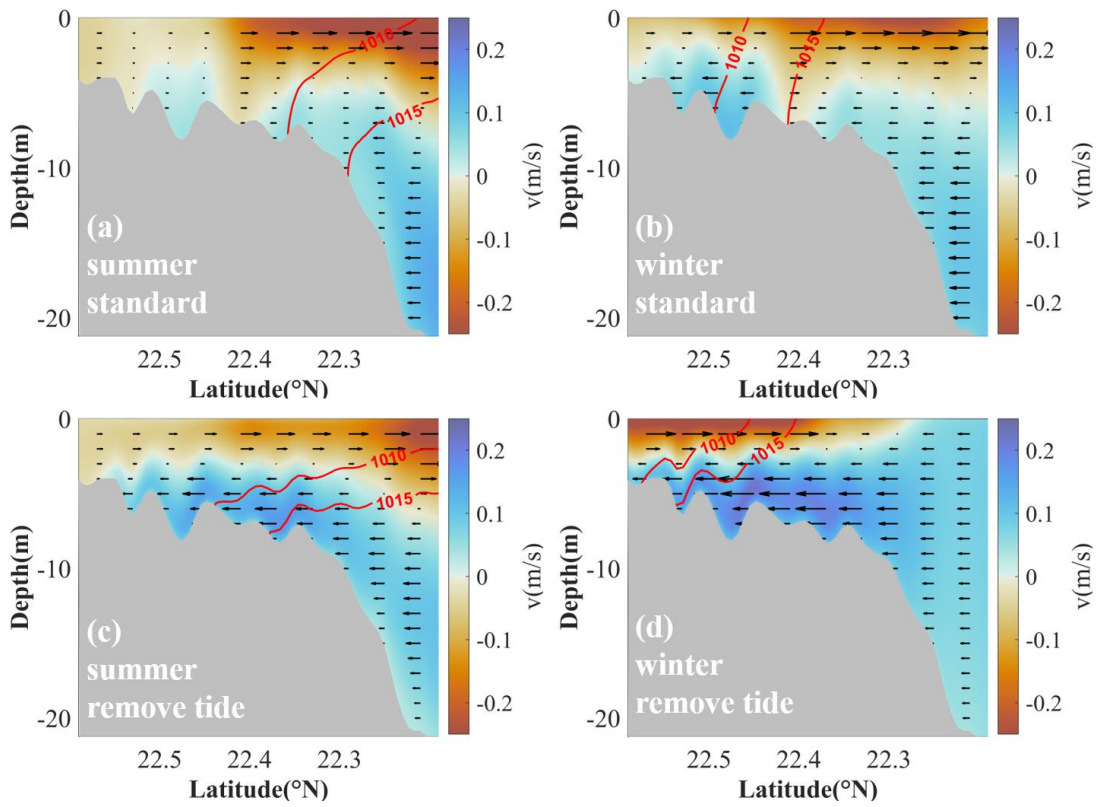 0
-10
-20
Depth(m)
1010
1015
(a)
summer
standard
22.5 22.4 22.3
Latitude(°N)
0.2
0.1
0
-0.1
-0.2
v(m/s)
0
-10
-20
Depth(m)
1010
1015
(b)
winter
standard
22.5 22.4 22.3
Latitude(°N)
0.2
0.1
0
-0.1
-0.2
v(m/s)
0
-10
-20
Depth(m)
1010
1015
(c)
summer
remove tide
22.5 22.4 22.3
Latitude(°N)
0.2
0.1
0
-0.1
-0.2
v(m/s)
0
-10
-20
Depth(m)
1010
1015
(d)
winter
remove tide
22.5 22.4 22.3
Latitude(°N)
0.2
0.1
0
-0.1
-0.2
v(m/s)